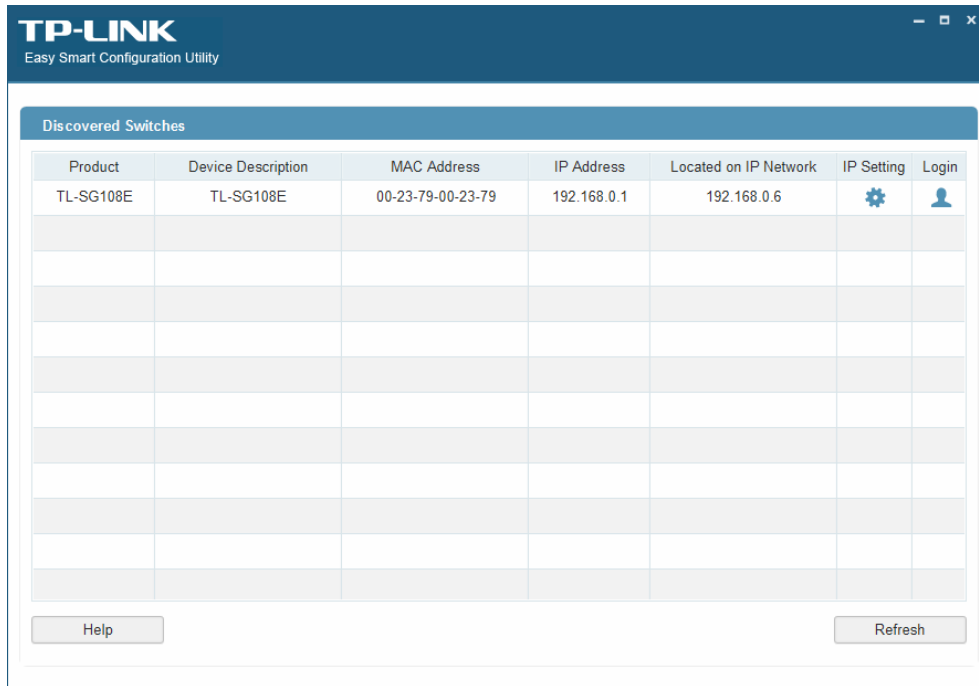 TP-LINK
Easy Smart Configuration Utility
Discovered Switches
Product Device Description MAC Address IP Address Located on IP Network IP Setting Login
TL-SG108E TL-SG108E 00-23-79-00-23-79 192.168.0.1 192.168.0.6
Help Refresh